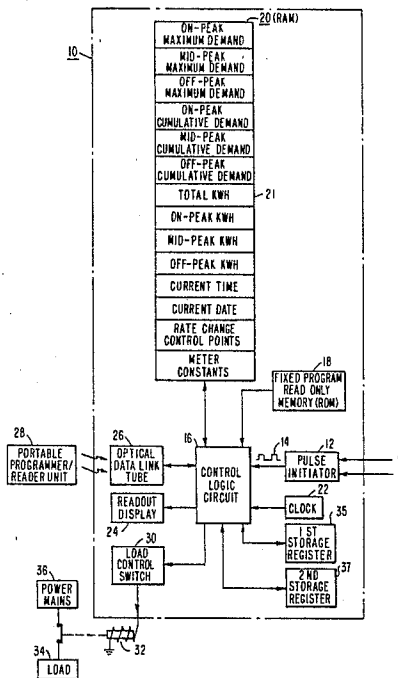 20 (RAM)
10
ON-PEAK
MAXIMUM DEMAND
MID-PEAK
MAXIMUM DEMAND
OFF-PEAK
MAXIMUM DEMAND
ON-PEAK
CUMULATIVE DEMAND
MID-PEAK
CUMULATIVE DEMAND
OFF-PEAK
CUMULATIVE DEMAND
TOTAL KWH
21
ON-PEAK KWH
MID-PEAK KWH
OFF-PEAK KWH
CURRENT TIME
CURRENT DATE
RATE CHANGE
CONTROL POINTS
METER
CONSTANTS
18
FIXED PROGRAM
READ ONLY
MEMORY (ROM)
28
PORTABLE
PROGRAMMER/
READER UNIT
26
OPTICAL
DATA LINK
TUBE
16
CONTROL
LOGIC
CIRCUIT
14
12
PULSE
INITIATOR
READOUT
DISPLAY
24
CLOCK
22
30
LOAD
CONTROL
SWITCH
35
1 ST
STORAGE
REGISTER
37
2ND
STORAGE
REGISTER
36
POWER
MAINS
32
34
LOAD